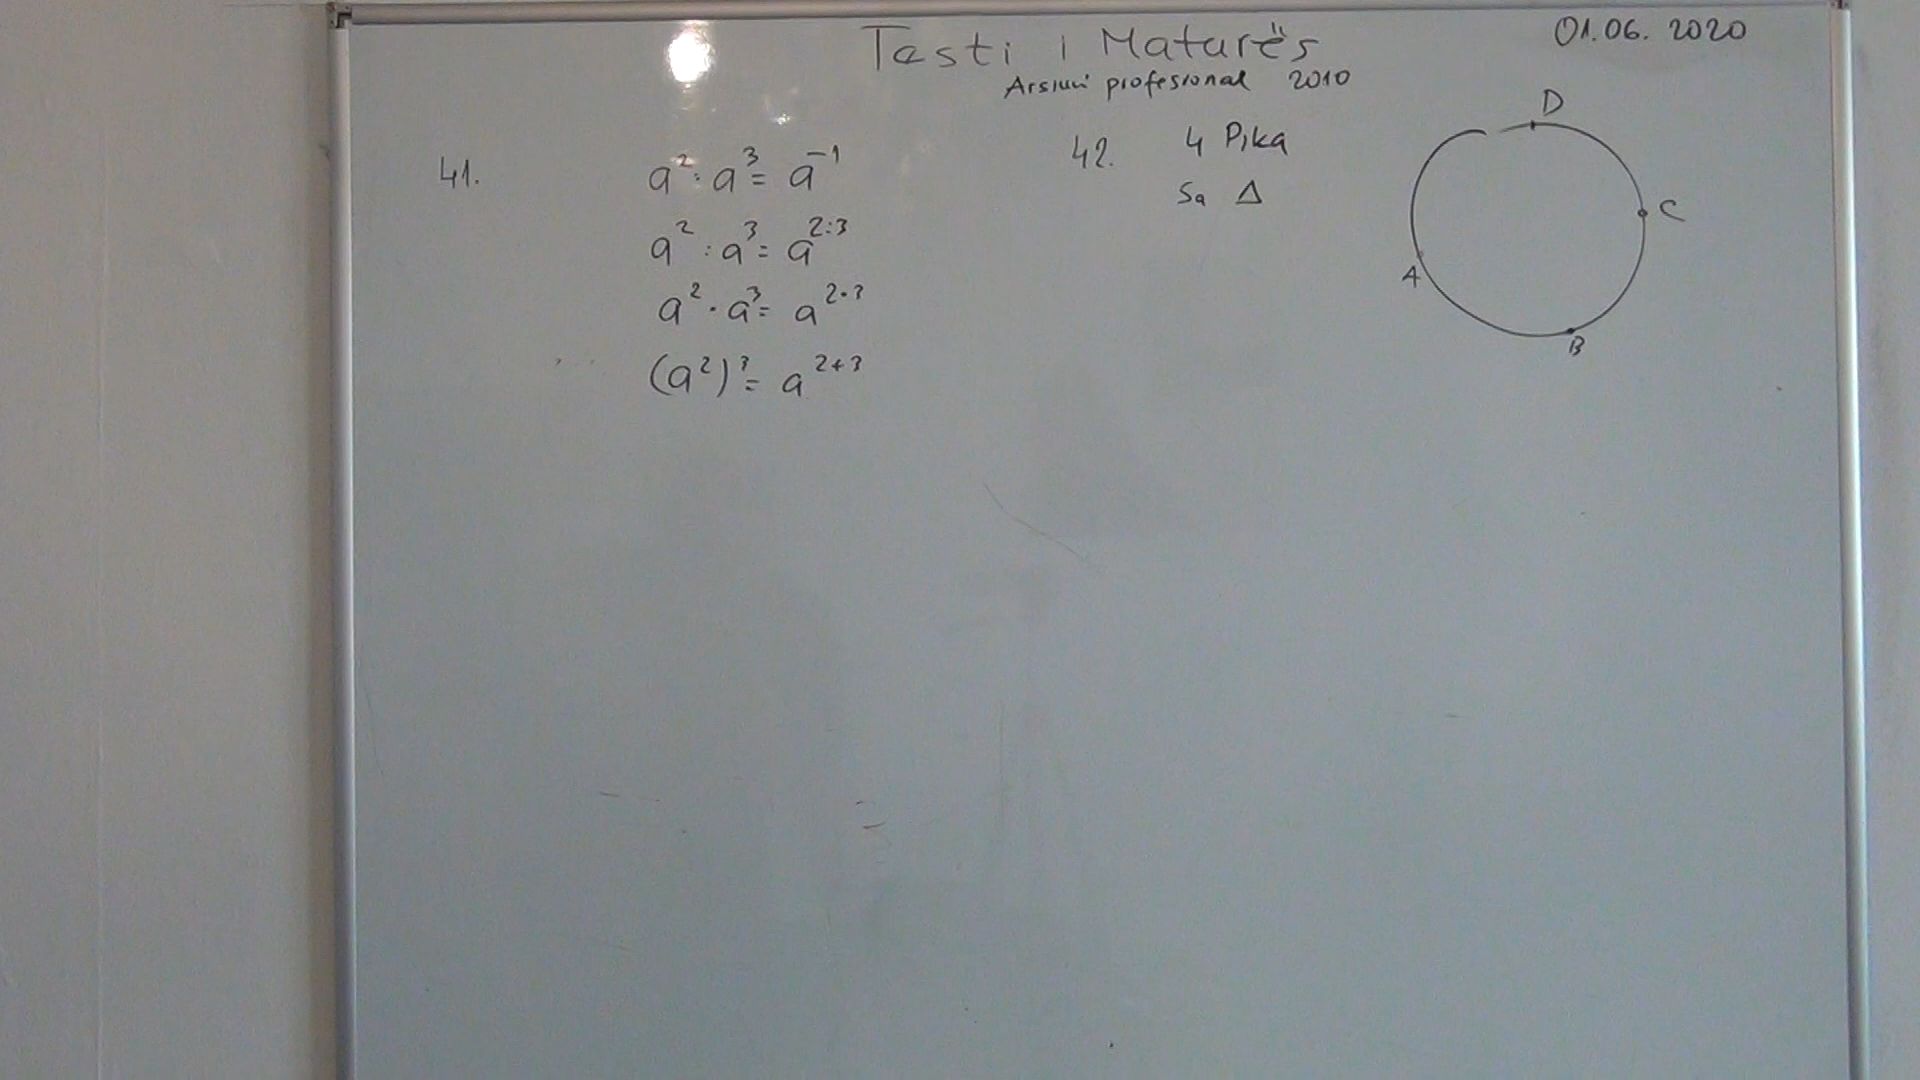 Testi i Maturës
01.06. 2020
Arsimi profesional 2010
41.
a² : a³ = a⁻¹
a² : a³ = a²:³
a² · a³ = a²·³
(a²)³ = a²⁺³
42. 4 Pika
Sa Δ
D
C
A
B